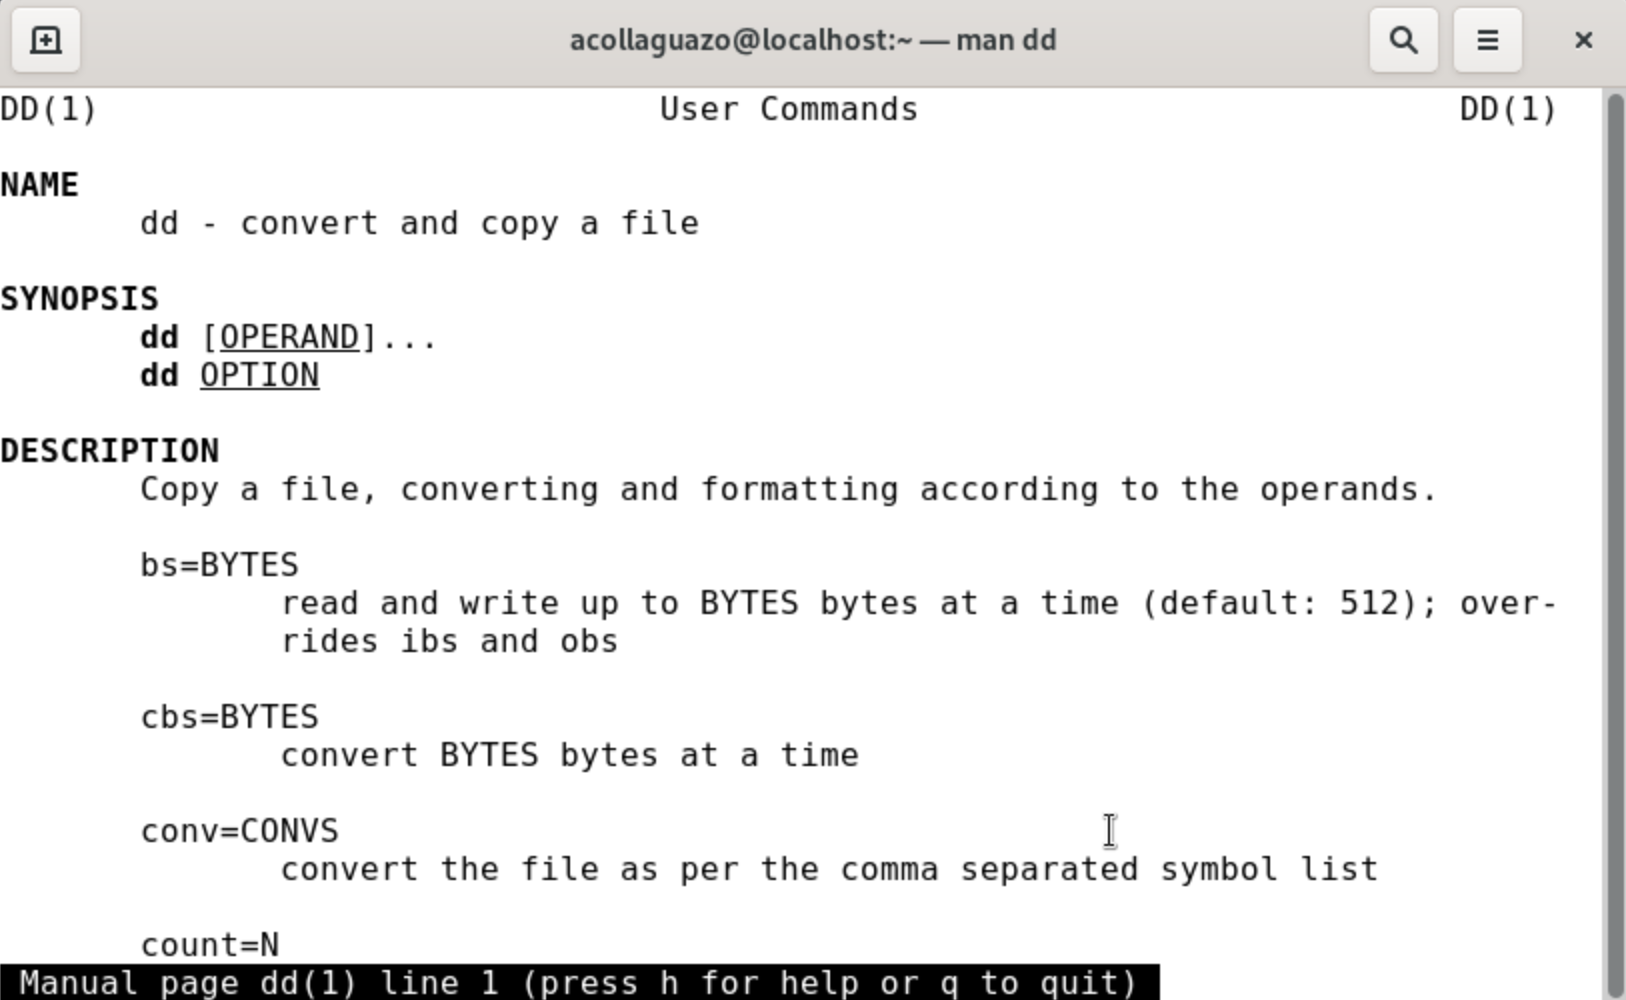 acollaguazo@localhost:~ — man dd
DD(1) User Commands DD(1)
NAME
dd - convert and copy a file
SYNOPSIS
dd [OPERAND]...
dd OPTION
DESCRIPTION
Copy a file, converting and formatting according to the operands.
bs=BYTES
read and write up to BYTES bytes at a time (default: 512); over-
rides ibs and obs
cbs=BYTES
convert BYTES bytes at a time
conv=CONVS
convert the file as per the comma separated symbol list
count=N
Manual page dd(1) line 1 (press h for help or q to quit)